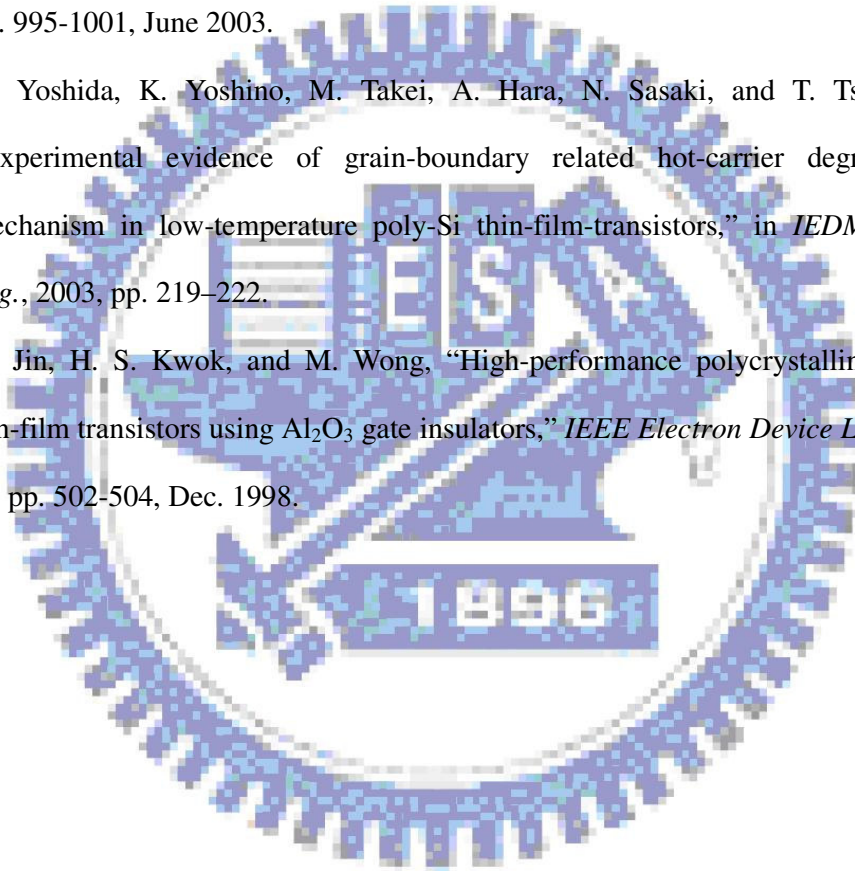 . 995-1001, June 2003.
Yoshida, K. Yoshino, M. Takei, A. Hara, N. Sasaki, and T. Ts
xperimental evidence of grain-boundary related hot-carrier degr
echanism in low-temperature poly-Si thin-film-transistors,” in IEDM
g., 2003, pp. 219–222.
Jin, H. S. Kwok, and M. Wong, “High-performance polycrystallin
n-film transistors using Al₂O₃ gate insulators,” IEEE Electron Device L
pp. 502-504, Dec. 1998.
E S A
1896